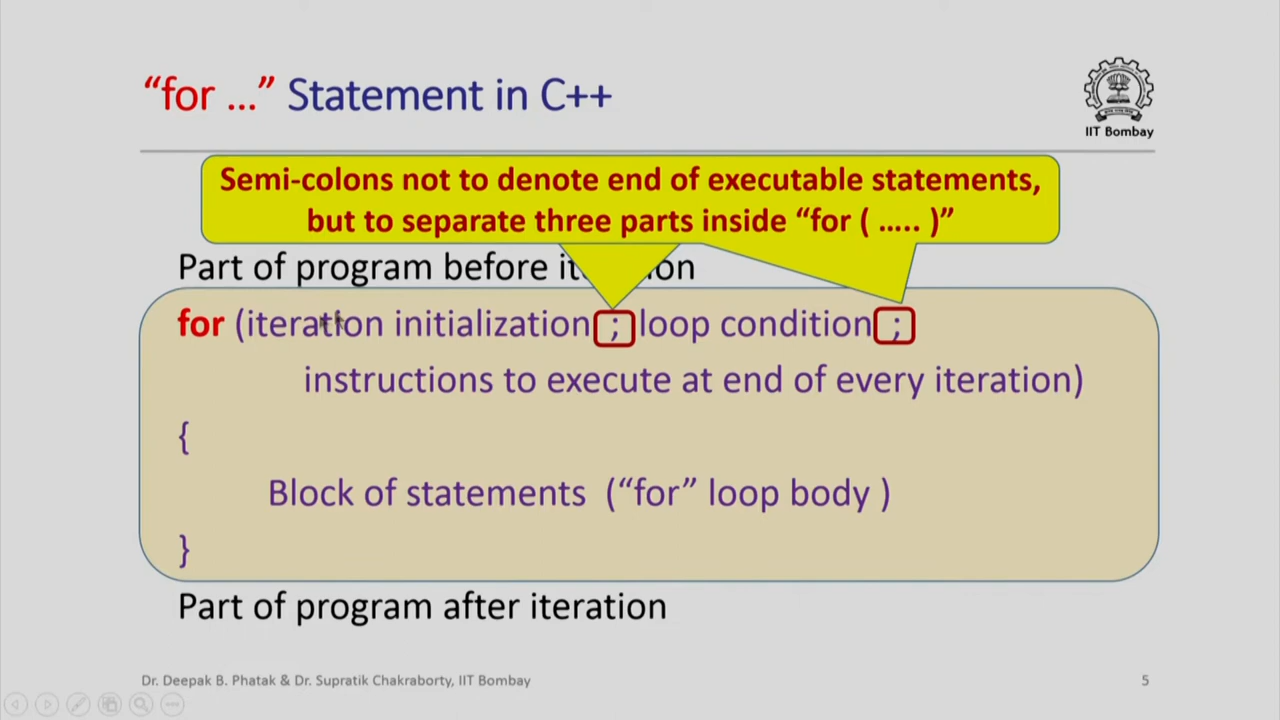 “for ...” Statement in C++
IIT Bombay
Semi-colons not to denote end of executable statements,
but to separate three parts inside “for ( ..... )”
Part of program before iteration
for (iteration initialization ; loop condition ;
instructions to execute at end of every iteration)
{
Block of statements (“for” loop body )
}
Part of program after iteration
Dr. Deepak B. Phatak & Dr. Supratik Chakraborty, IIT Bombay
5